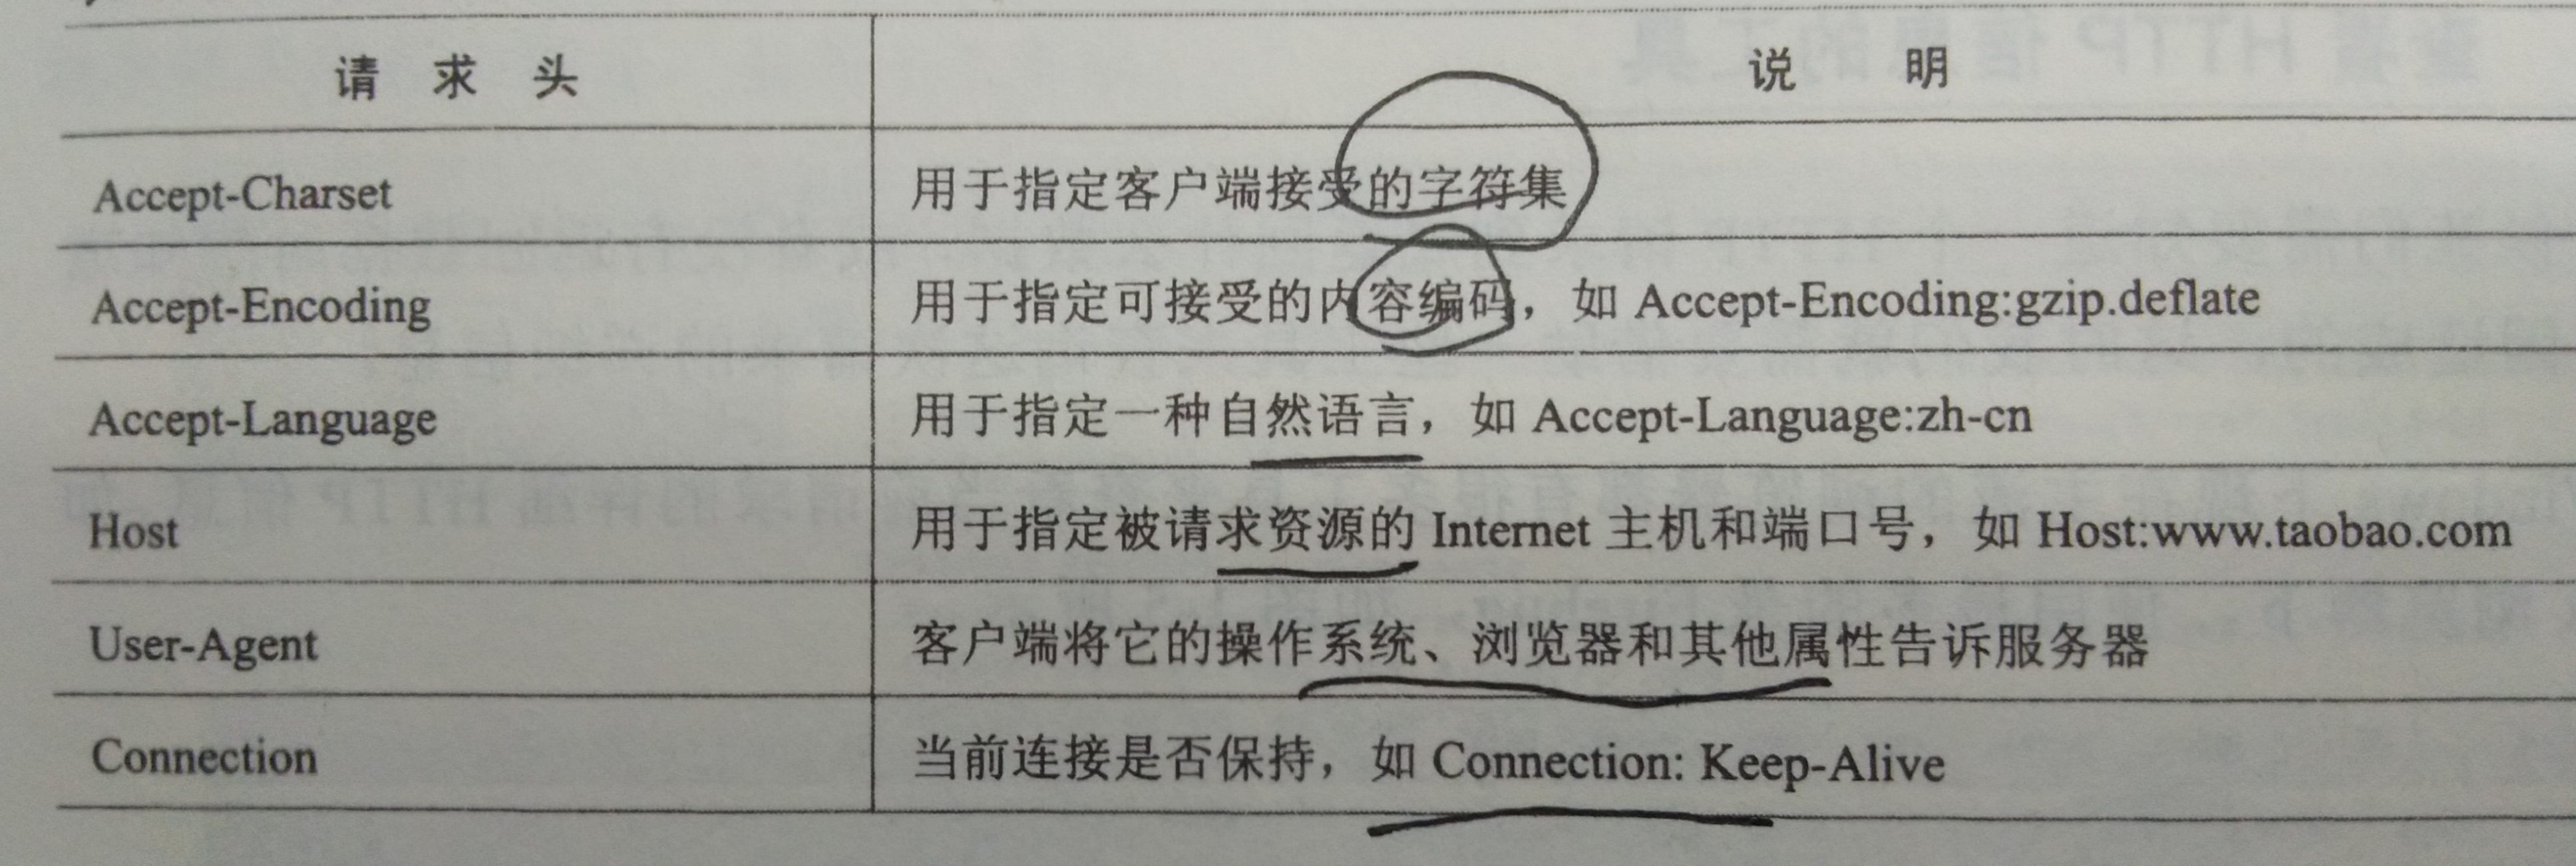 请 求 头 说 明
Accept-Charset 用于指定客户端接受的字符集
Accept-Encoding 用于指定可接受的内容编码，如 Accept-Encoding:gzip.deflate
Accept-Language 用于指定一种自然语言，如 Accept-Language:zh-cn
Host 用于指定被请求资源的 Internet 主机和端口号，如 Host:www.taobao.com
User-Agent 客户端将它的操作系统、浏览器和其他属性告诉服务器
Connection 当前连接是否保持，如 Connection: Keep-Alive